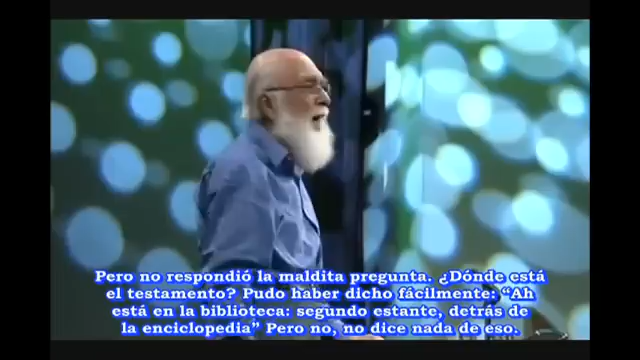 Pero no respondió la maldita pregunta. ¿Dónde está
el testamento? Pudo haber dicho fácilmente: “Ah
está en la biblioteca: segundo estante, detrás de
la enciclopedia” Pero no, no dice nada de eso.